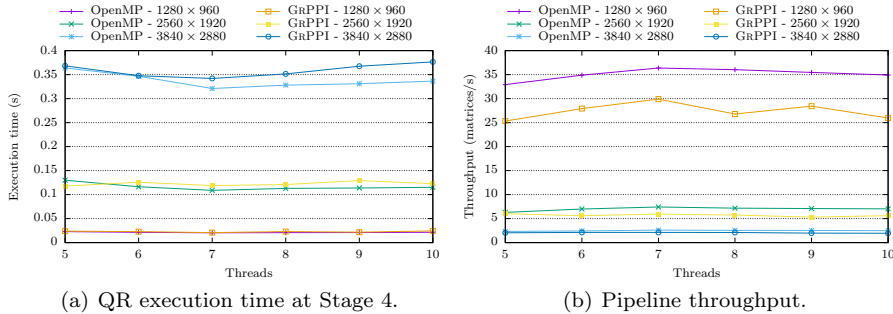 OpenMP - 1280 × 960
GRPPI - 1280 × 960
OpenMP - 2560 × 1920
GRPPI - 2560 × 1920
OpenMP - 3840 × 2880
GRPPI - 3840 × 2880
0.4
0.35
0.3
0.25
0.2
0.15
0.1
0.05
0
Execution time (s)
5 6 7 8 9 10
Threads
(a) QR execution time at Stage 4.
OpenMP - 1280 × 960
GRPPI - 1280 × 960
OpenMP - 2560 × 1920
GRPPI - 2560 × 1920
OpenMP - 3840 × 2880
GRPPI - 3840 × 2880
40
35
30
25
20
15
10
5
0
Throughput (matrices/s)
5 6 7 8 9 10
Threads
(b) Pipeline throughput.